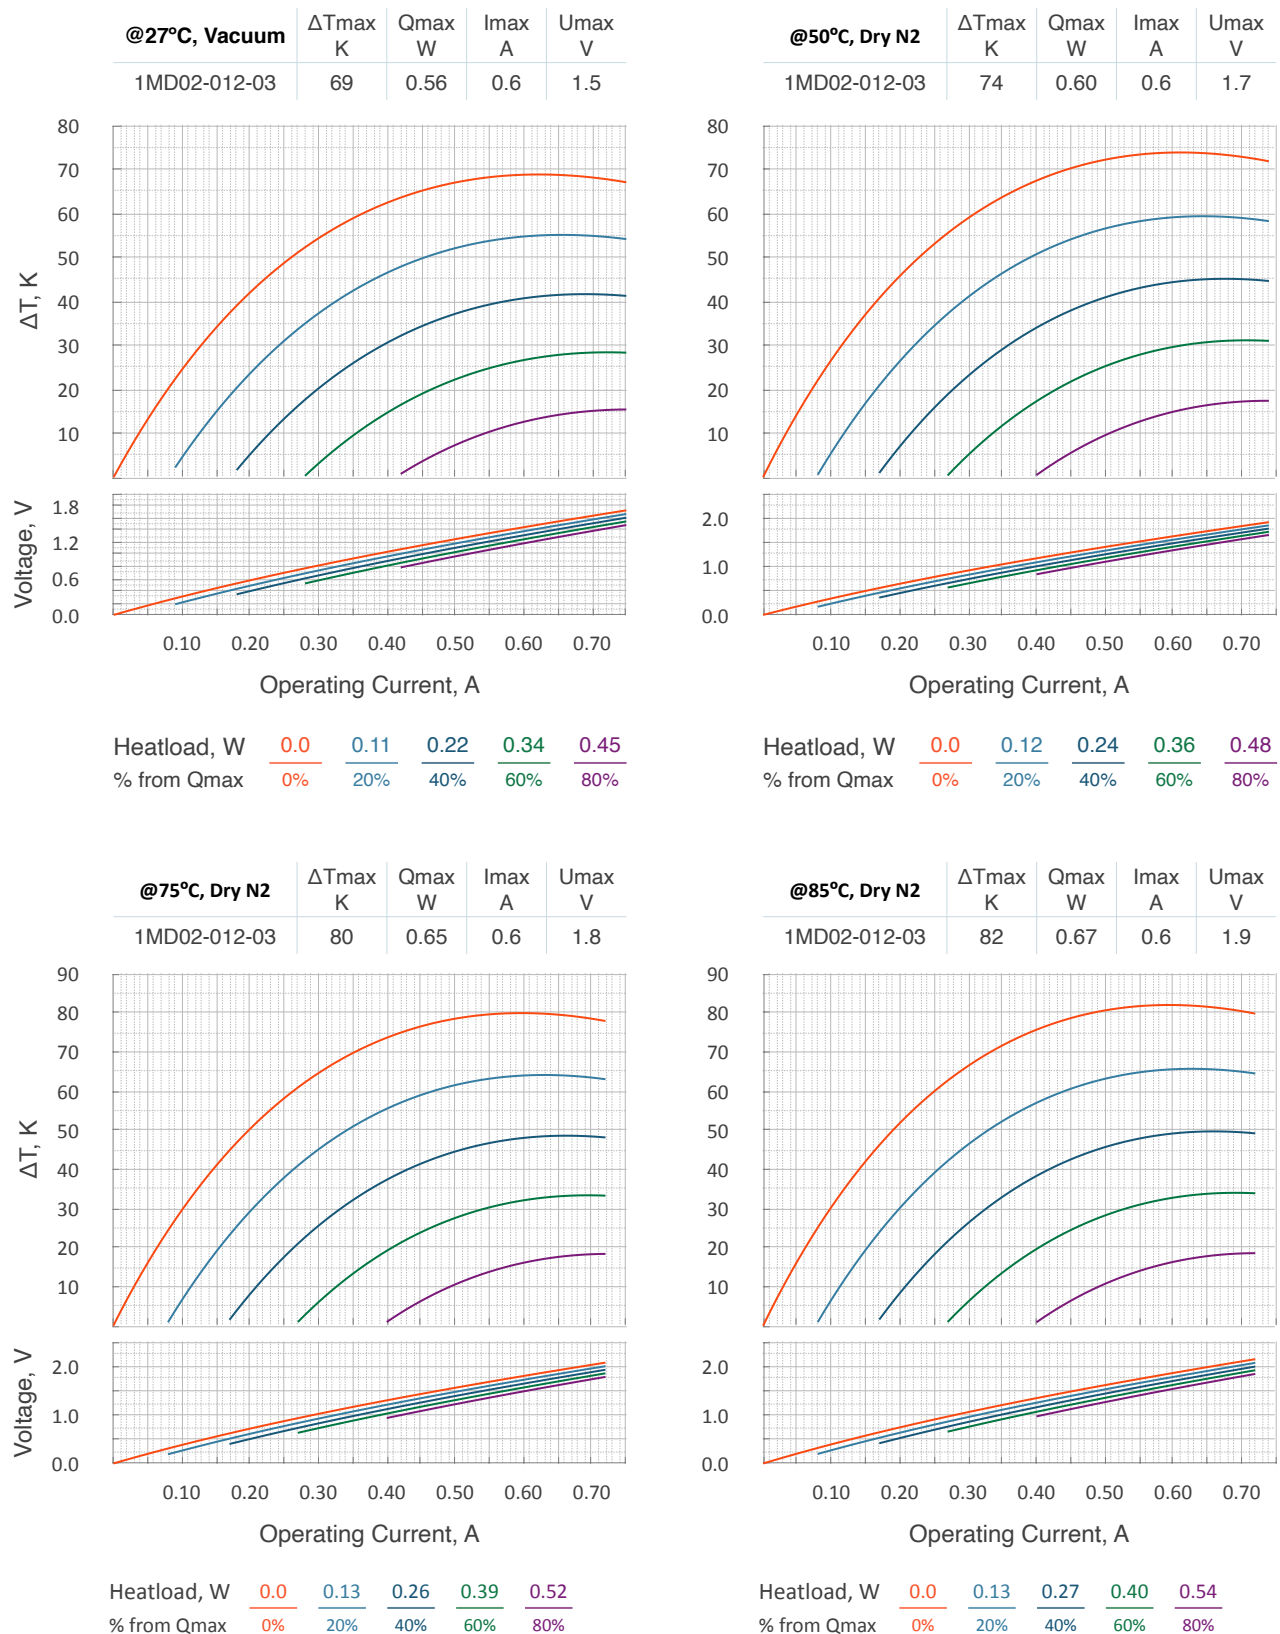 @27ºC, Vacuum ΔTmax K Qmax W Imax A Umax V
1MD02-012-03 69 0.56 0.6 1.5
80
70
60
50
40
30
20
10
ΔT, K
1.8
1.2
0.6
0.0
Voltage, V
0.10 0.20 0.30 0.40 0.50 0.60 0.70
Operating Current, A
Heatload, W 0.0 0.11 0.22 0.34 0.45
% from Qmax 0% 20% 40% 60% 80%
@50ºC, Dry N2 ΔTmax K Qmax W Imax A Umax V
1MD02-012-03 74 0.60 0.6 1.7
80
70
60
50
40
30
20
10
2.0
1.0
0.0
0.10 0.20 0.30 0.40 0.50 0.60 0.70
Operating Current, A
Heatload, W 0.0 0.12 0.24 0.36 0.48
% from Qmax 0% 20% 40% 60% 80%
@75ºC, Dry N2 ΔTmax K Qmax W Imax A Umax V
1MD02-012-03 80 0.65 0.6 1.8
90
80
70
60
50
40
30
20
10
ΔT, K
2.0
1.0
0.0
Voltage, V
0.10 0.20 0.30 0.40 0.50 0.60 0.70
Operating Current, A
Heatload, W 0.0 0.13 0.26 0.39 0.52
% from Qmax 0% 20% 40% 60% 80%
@85ºC, Dry N2 ΔTmax K Qmax W Imax A Umax V
1MD02-012-03 82 0.67 0.6 1.9
90
80
70
60
50
40
30
20
10
2.0
1.0
0.0
0.10 0.20 0.30 0.40 0.50 0.60 0.70
Operating Current, A
Heatload, W 0.0 0.13 0.27 0.40 0.54
% from Qmax 0% 20% 40% 60% 80%